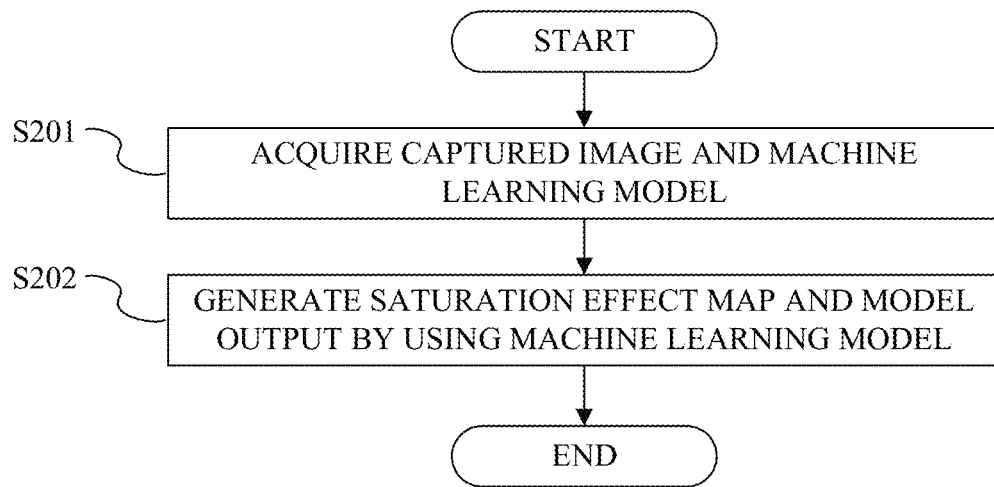 START
S201
ACQUIRE CAPTURED IMAGE AND MACHINE
LEARNING MODEL
S202
GENERATE SATURATION EFFECT MAP AND MODEL
OUTPUT BY USING MACHINE LEARNING MODEL
END